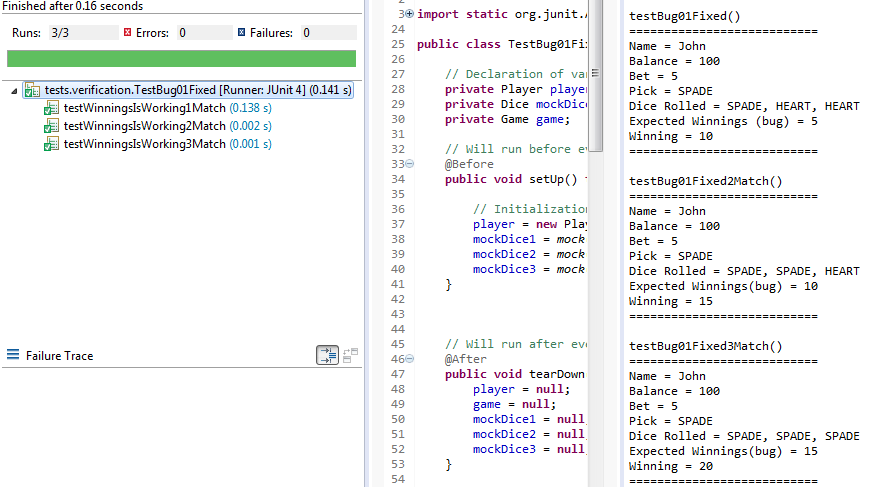 Finished after 0.16 seconds
Runs: 3/3 Errors: 0 Failures: 0
tests.verification.TestBug01Fixed [Runner: JUnit 4] (0.141 s)
testWinningsIsWorking1Match (0.138 s)
testWinningsIsWorking2Match (0.002 s)
testWinningsIsWorking3Match (0.001 s)
Failure Trace
3 import static org.junit.
24
25 public class TestBug01Fi
26
27 // Declaration of va
28 private Player player
29 private Dice mockDice
30 private Game game;
31
32 // Will run before ev
33 @Before
34 public void setUp()
35
36 // Initialization
37 player = new Play
38 mockDice1 = mock
39 mockDice2 = mock
40 mockDice3 = mock
41 }
42
43
44
45 // Will run after eve
46 @After
47 public void tearDown
48 player = null;
49 game = null;
50 mockDice1 = null
51 mockDice2 = null
52 mockDice3 = null
53 }
54
testBug01Fixed()
===========================
Name = John
Balance = 100
Bet = 5
Pick = SPADE
Dice Rolled = SPADE, HEART, HEART
Expected Winnings (bug) = 5
Winning = 10
===========================
testBug01Fixed2Match()
===========================
Name = John
Balance = 100
Bet = 5
Pick = SPADE
Dice Rolled = SPADE, SPADE, HEART
Expected Winnings(bug) = 10
Winning = 15
===========================
testBug01Fixed3Match()
===========================
Name = John
Balance = 100
Bet = 5
Pick = SPADE
Dice Rolled = SPADE, SPADE, SPADE
Expected Winnings(bug) = 15
Winning = 20
===========================